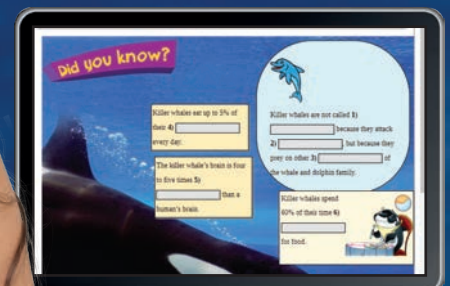 Did you know?
Killer whales eat up to 5% of
their 4)
every day.
The killer whale's brain is four
to five times 5)
than a
human's brain.
Killer whales are not called 1)
because they attack
2) , but because they
prey on other 3) of
the whale and dolphin family.
Killer whales spend
60% of their time 6)
for food.